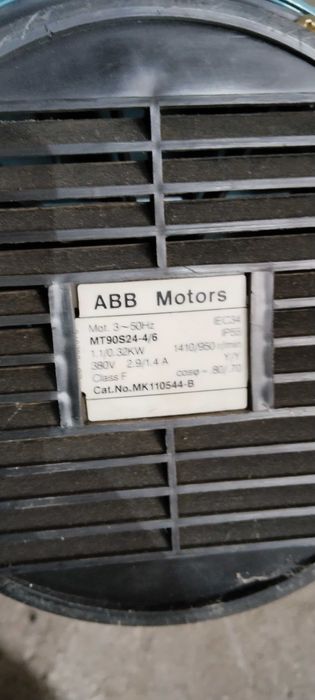 ABB Motors
Mot. 3~50Hz IEC34
MT90S24-4/6 IP55
1.1/0.32KW 1410/950 r/min
380V 2.9/1.4 A Y/Y
Class F cosφ - .80/.70
Cat.No.MK110544-B